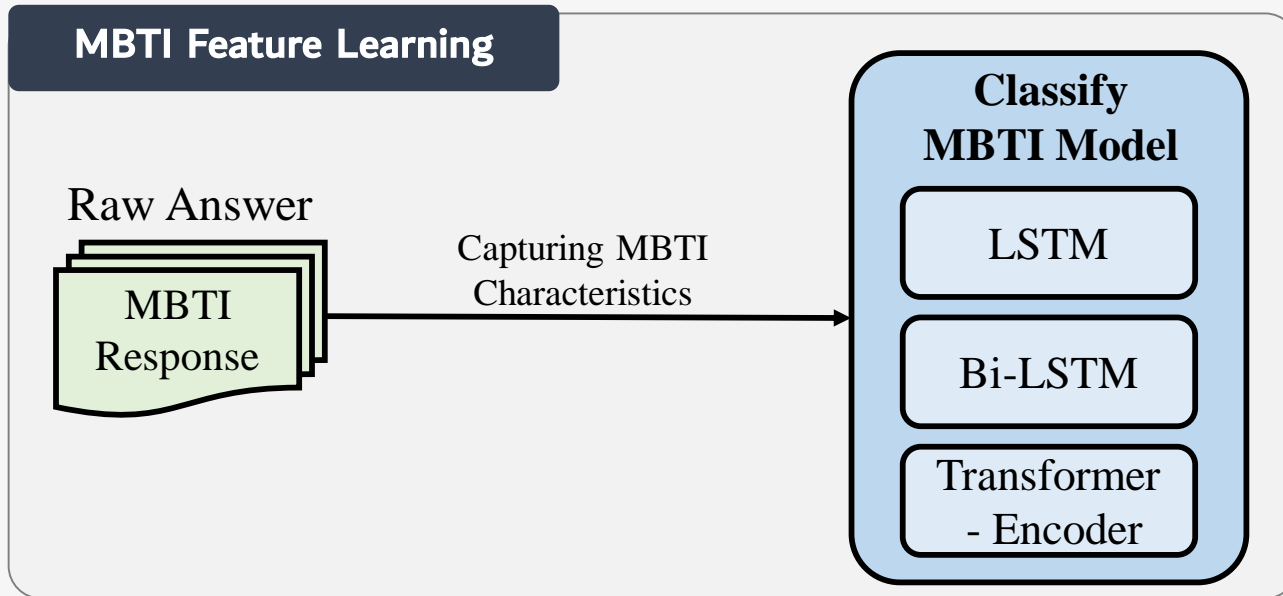 MBTI Feature Learning
Raw Answer
MBTI
Response
Capturing MBTI
Characteristics
Classify
MBTI Model
LSTM
Bi-LSTM
Transformer
- Encoder